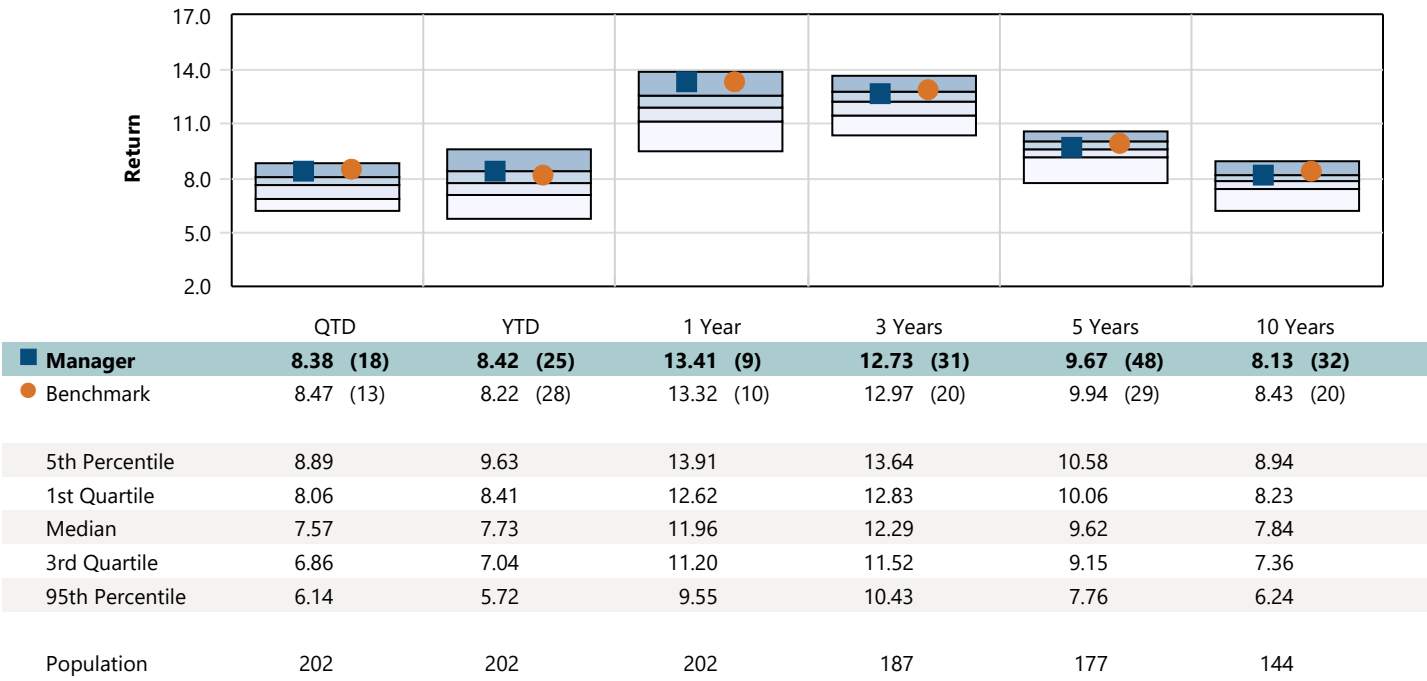 17.0
14.0
11.0
8.0
5.0
2.0
Return
QTD YTD 1 Year 3 Years 5 Years 10 Years
Manager 8.38 (18) 8.42 (25) 13.41 (9) 12.73 (31) 9.67 (48) 8.13 (32)
Benchmark 8.47 (13) 8.22 (28) 13.32 (10) 12.97 (20) 9.94 (29) 8.43 (20)
5th Percentile 8.89 9.63 13.91 13.64 10.58 8.94
1st Quartile 8.06 8.41 12.62 12.83 10.06 8.23
Median 7.57 7.73 11.96 12.29 9.62 7.84
3rd Quartile 6.86 7.04 11.20 11.52 9.15 7.36
95th Percentile 6.14 5.72 9.55 10.43 7.76 6.24
Population 202 202 202 187 177 144